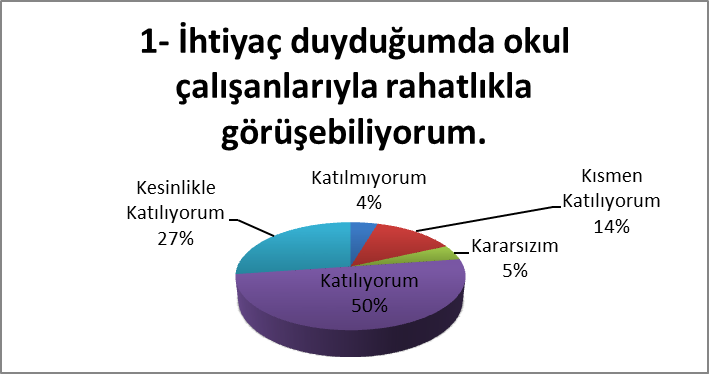 1- İhtiyaç duyduğumda okul
çalışanlarıyla rahatlıkla
görüşebiliyorum.
Katılmıyorum
4%
Kısmen
Katılıyorum
14%
Kararsızım
5%
Katılıyorum
50%
Kesinlikle
Katılıyorum
27%